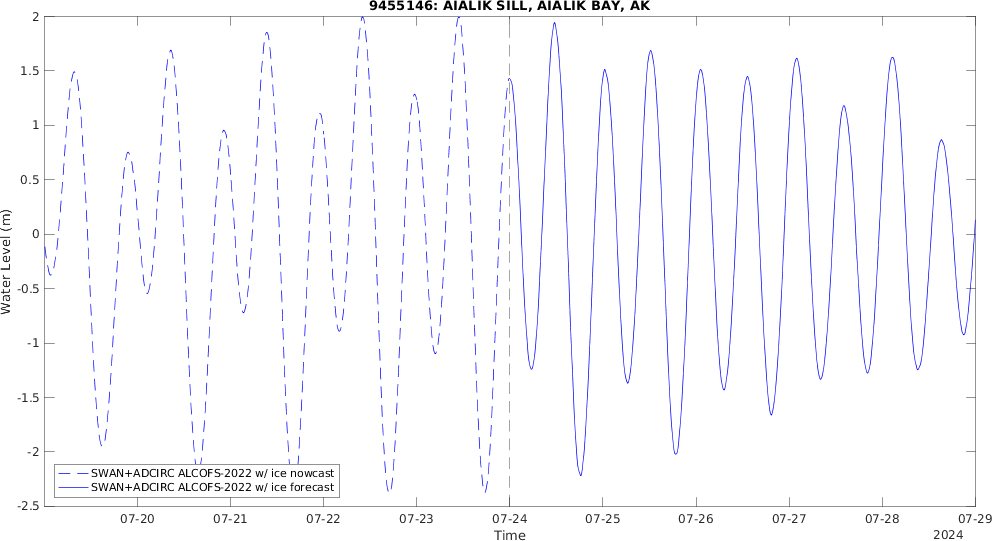 9455146: AIALIK SILL, AIALIK BAY, AK
2
1.5
1
0.5
0
-0.5
-1
-1.5
-2
-2.5
Water Level (m)
SWAN+ADCIRC ALCOFS-2022 w/ ice nowcast
SWAN+ADCIRC ALCOFS-2022 w/ ice forecast
07-20 07-21 07-22 07-23 07-24 07-25 07-26 07-27 07-28 07-29
Time
2024